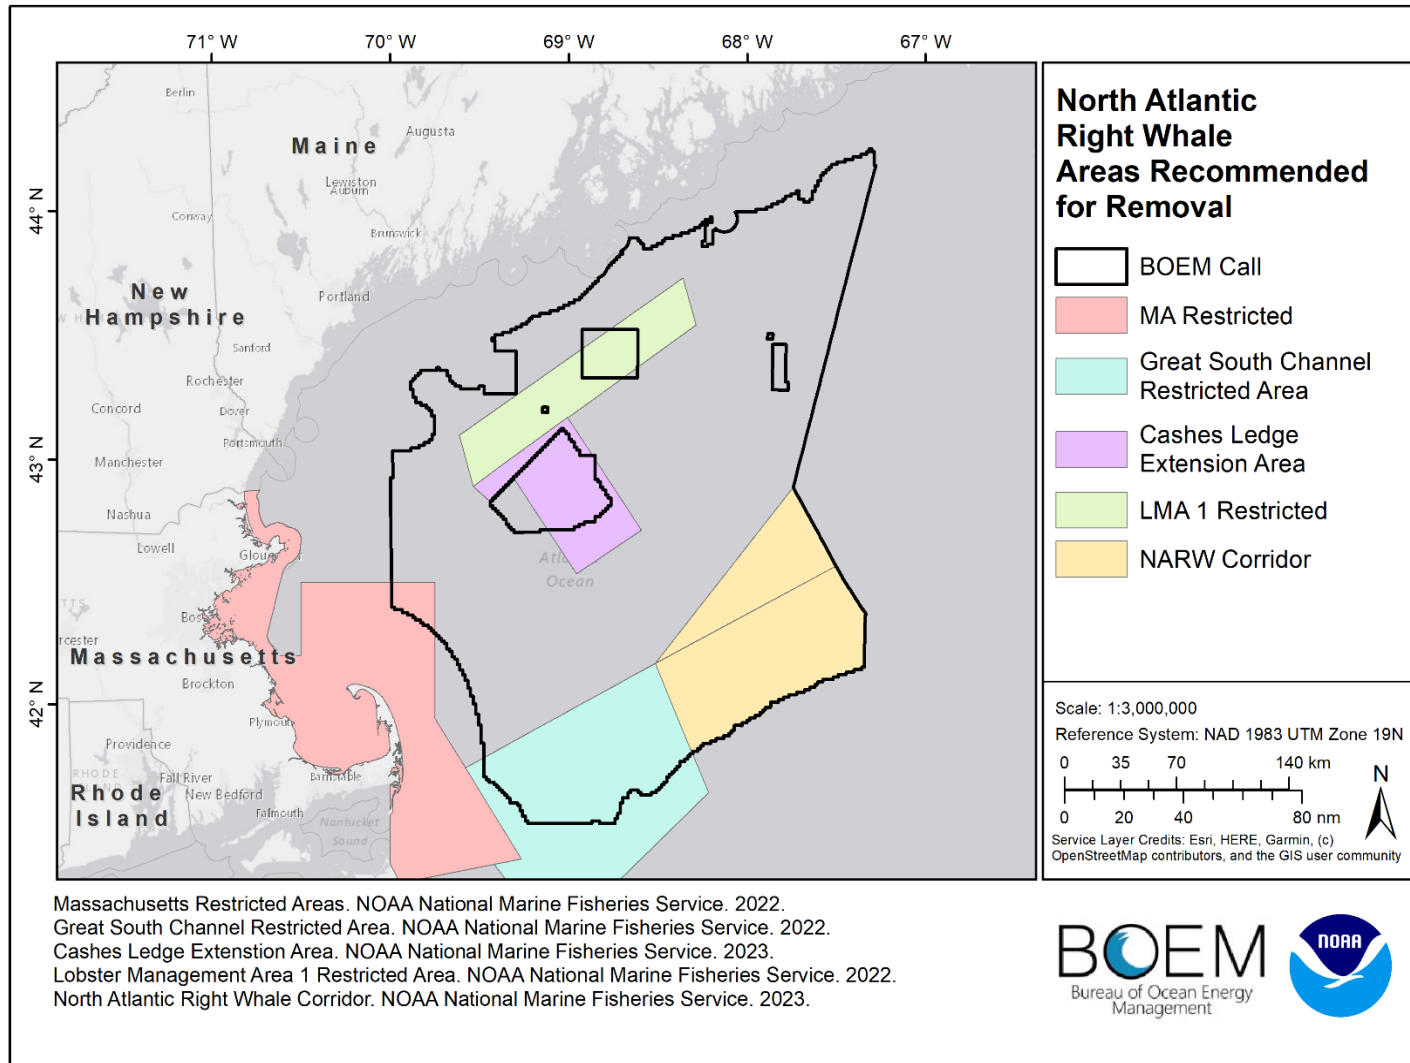 71° W 70° W 69° W 68° W 67° W
44° N
43° N
42° N
Berlin
Augusta
Maine
Lewiston
Auburn
Conway
Brunswick
New
Hampshire
Portland
Sanford
Rochester
Concord
Dover
Portsmouth
Manchester
Nashua
Lowell
Ocean
Massachusetts
Brockton
Plymouth
Providence
RHODE
Fall River
Barnstable
New Bedford
Rhode
Island
Falmouth
Nantucket
Sound
North Atlantic
Right Whale
Areas Recommended
for Removal
BOEM Call
MA Restricted
Great South Channel
Restricted Area
Cashes Ledge
Extension Area
LMA 1 Restricted
NARW Corridor
Scale: 1:3,000,000
Reference System: NAD 1983 UTM Zone 19N
0 35 70 140 km
0 20 40 80 nm
N
Service Layer Credits: Esri, HERE, Garmin, (c)
OpenStreetMap contributors, and the GIS user community
Massachusetts Restricted Areas. NOAA National Marine Fisheries Service. 2022.
Great South Channel Restricted Area. NOAA National Marine Fisheries Service. 2022.
Cashes Ledge Extenstion Area. NOAA National Marine Fisheries Service. 2023.
Lobster Management Area 1 Restricted Area. NOAA National Marine Fisheries Service. 2022.
North Atlantic Right Whale Corridor. NOAA National Marine Fisheries Service. 2023.
BOEM
Bureau of Ocean Energy
Management
NOAA